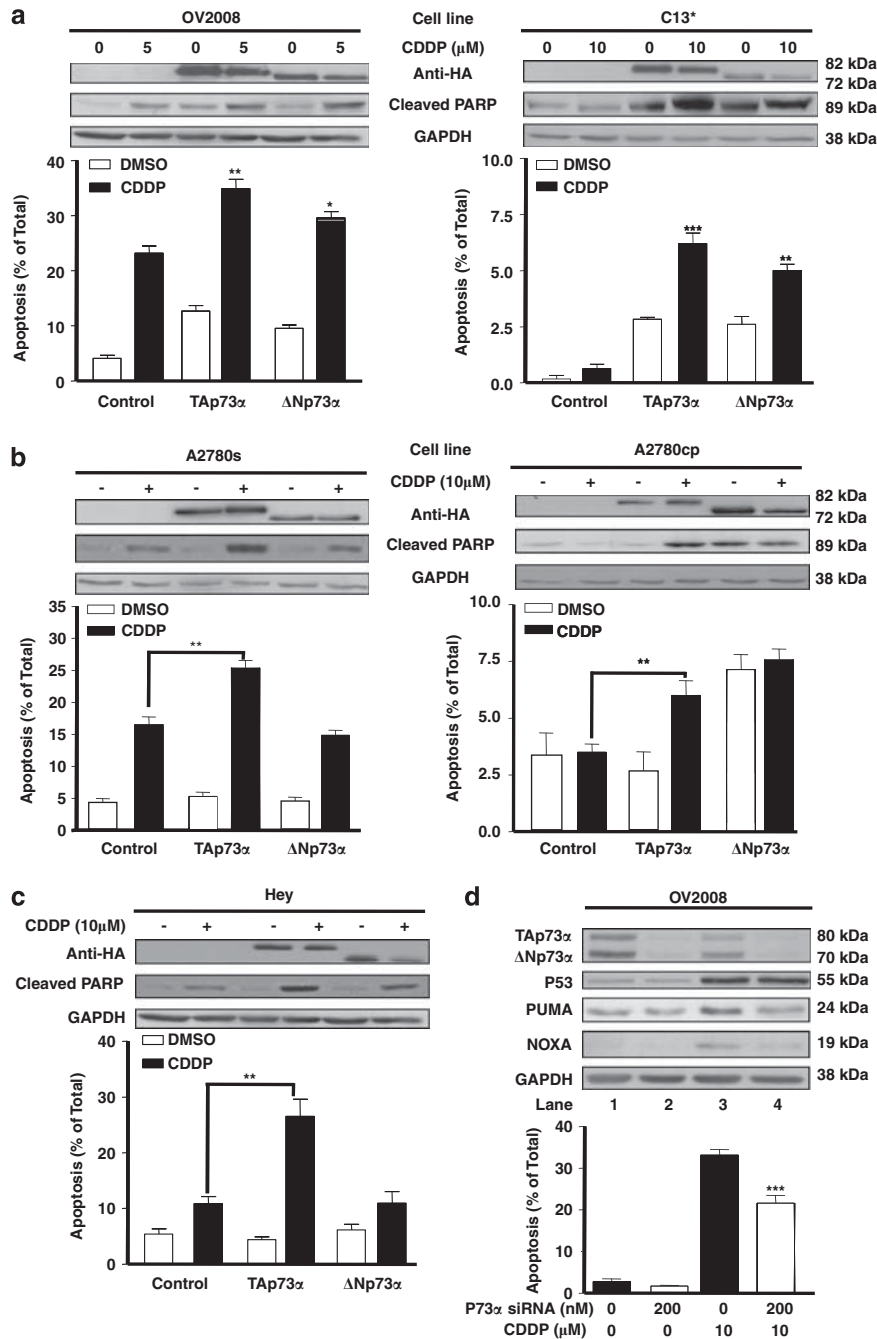 a
OV2008 Cell line C13*
0 5 0 5 0 5 CDDP (μM) 0 10 0 10 0 10
Anti-HA 82 kDa
72 kDa
Cleaved PARP 89 kDa
GAPDH 38 kDa
Apoptosis (% of Total)
40
30
20
10
0
DMSO
CDDP
**
*
Control TAp73α ΔNp73α
Apoptosis (% of Total)
10.0
7.5
5.0
2.5
0.0
DMSO
CDDP
***
**
Control TAp73α ΔNp73α
b
A2780s Cell line A2780cp
- + - + - + CDDP (10μM) - + - + - +
Anti-HA 82 kDa
72 kDa
Cleaved PARP 89 kDa
GAPDH 38 kDa
Apoptosis (% of Total)
35
30
25
20
15
10
5
0
DMSO
CDDP
**
Control TAp73α ΔNp73α
Apoptosis (% of Total)
10.0
7.5
5.0
2.5
0.0
DMSO
CDDP
**
Control TAp73α ΔNp73α
c
Hey
CDDP (10μM) - + - + - +
Anti-HA
Cleaved PARP
GAPDH
Apoptosis (% of Total)
40
30
20
10
0
DMSO
CDDP
**
Control TAp73α ΔNp73α
d
OV2008
TAp73α 80 kDa
ΔNp73α 70 kDa
P53 55 kDa
PUMA 24 kDa
NOXA 19 kDa
GAPDH 38 kDa
Lane 1 2 3 4
Apoptosis (% of Total)
40
30
20
10
0
***
P73α siRNA (nM) 0 200 0 200
CDDP (μM) 0 0 10 10